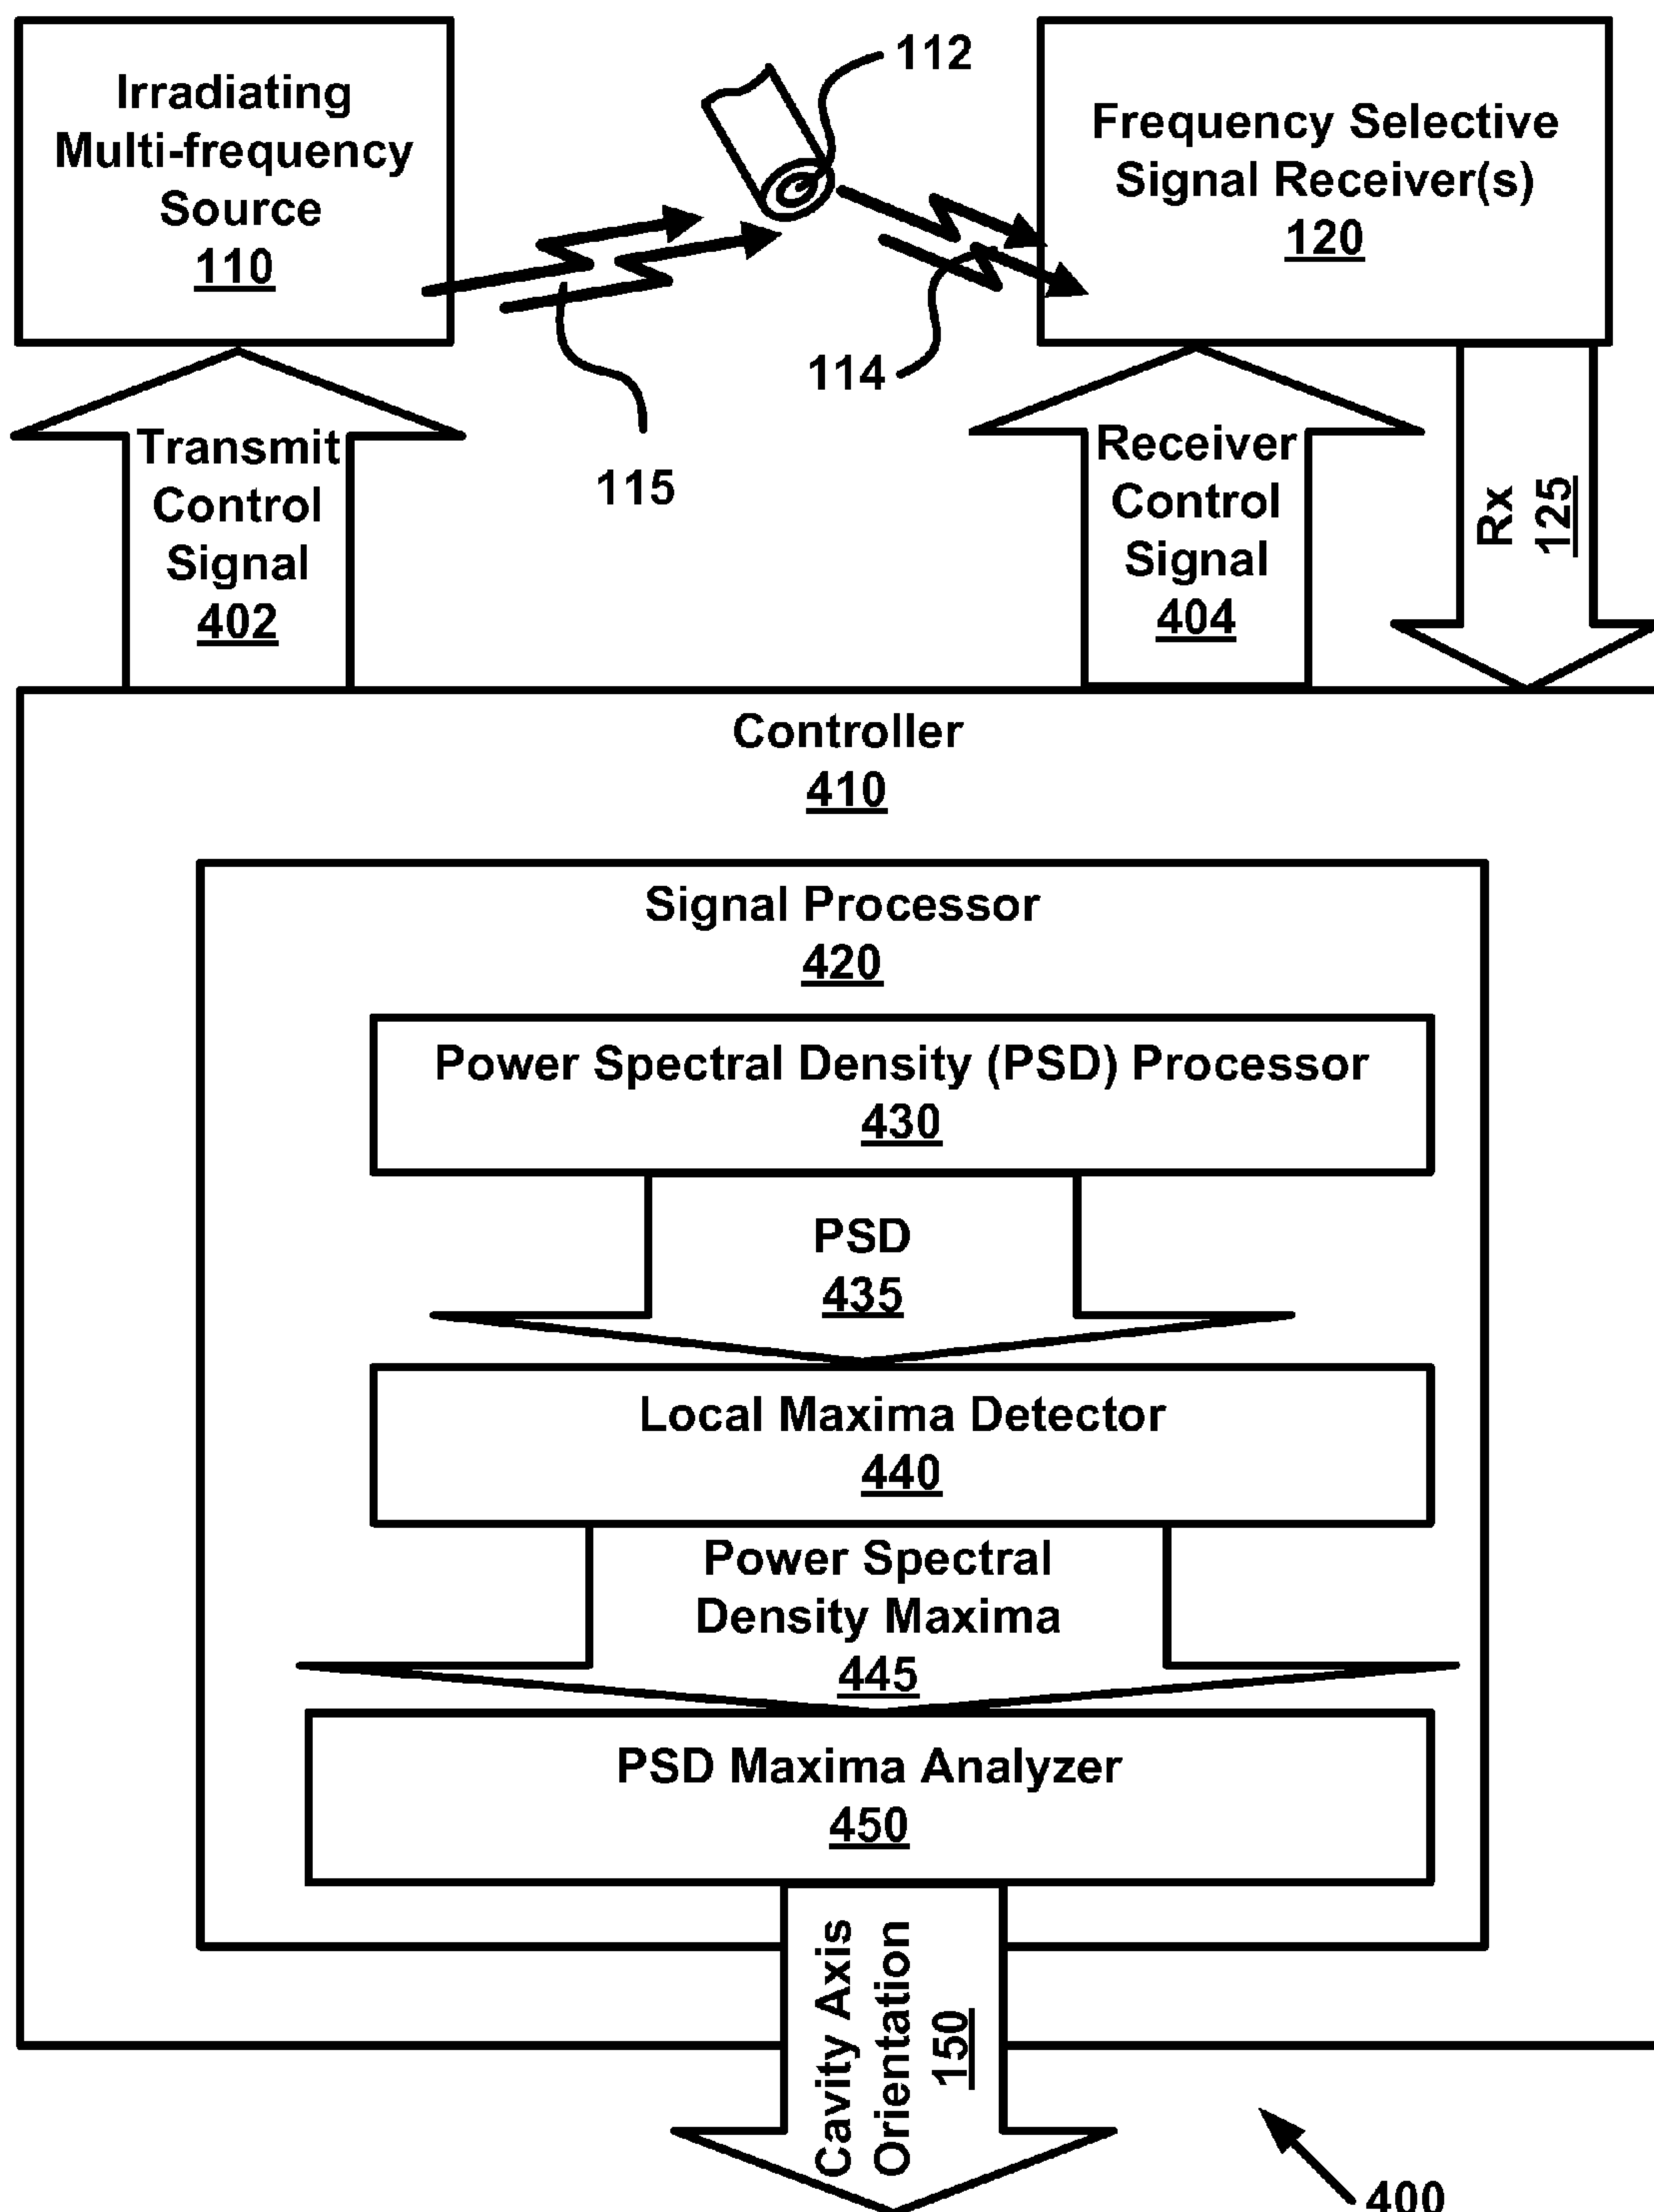 Irradiating
Multi-frequency
Source
110
112
Frequency Selective
Signal Receiver(s)
120
115
114
Transmit
Control
Signal
402
Receiver
Control
Signal
404
Rx
125
Controller
410
Signal Processor
420
Power Spectral Density (PSD) Processor
430
PSD
435
Local Maxima Detector
440
Power Spectral
Density Maxima
445
PSD Maxima Analyzer
450
Cavity Axis
Orientation
150
400